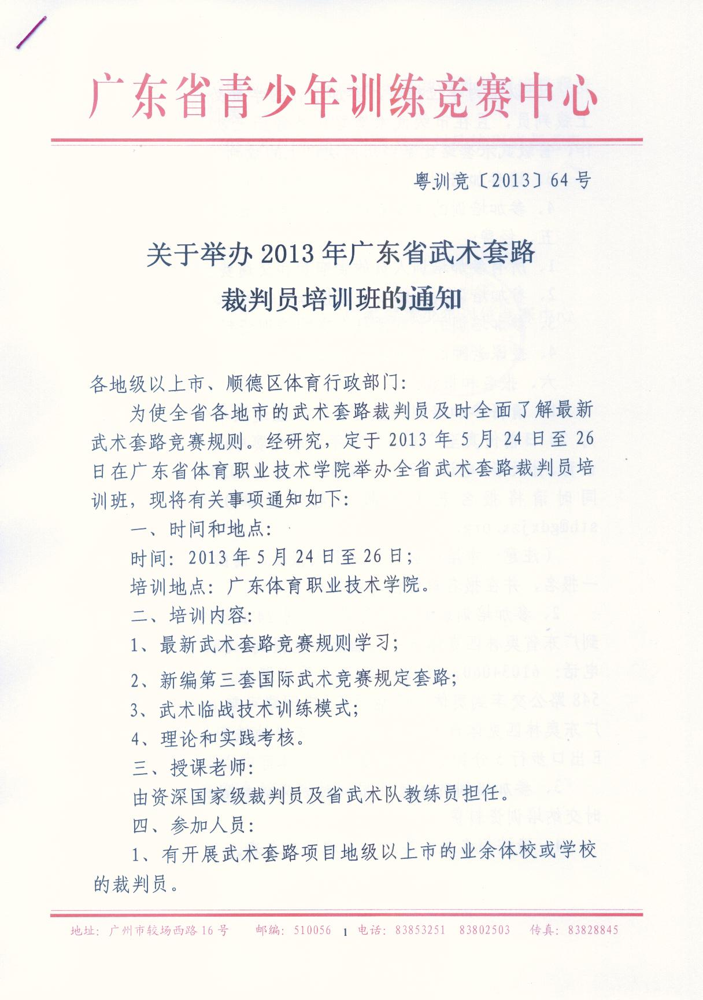 广东省青少年训练竞赛中心
粤训竞〔2013〕64号
关于举办2013年广东省武术套路
裁判员培训班的通知
各地级以上市、顺德区体育行政部门：
为使全省各地市的武术套路裁判员及时全面了解最新
武术套路竞赛规则。经研究，定于2013年5月24日至26
日在广东省体育职业技术学院举办全省武术套路裁判员培
训班，现将有关事项通知如下：
一、时间和地点：
时间：2013年5月24日至26日；
培训地点：广东体育职业技术学院。
二、培训内容：
1、最新武术套路竞赛规则学习；
2、新编第三套国际武术竞赛规定套路；
3、武术临战技术训练模式；
4、理论和实践考核。
三、授课老师：
由资深国家级裁判员及省武术队教练员担任。
四、参加人员：
1、有开展武术套路项目地级以上市的业余体校或学校
的裁判员。
地址：广州市较场西路16号 邮编：510056 1 电话：83853251 83802503 传真：83828845